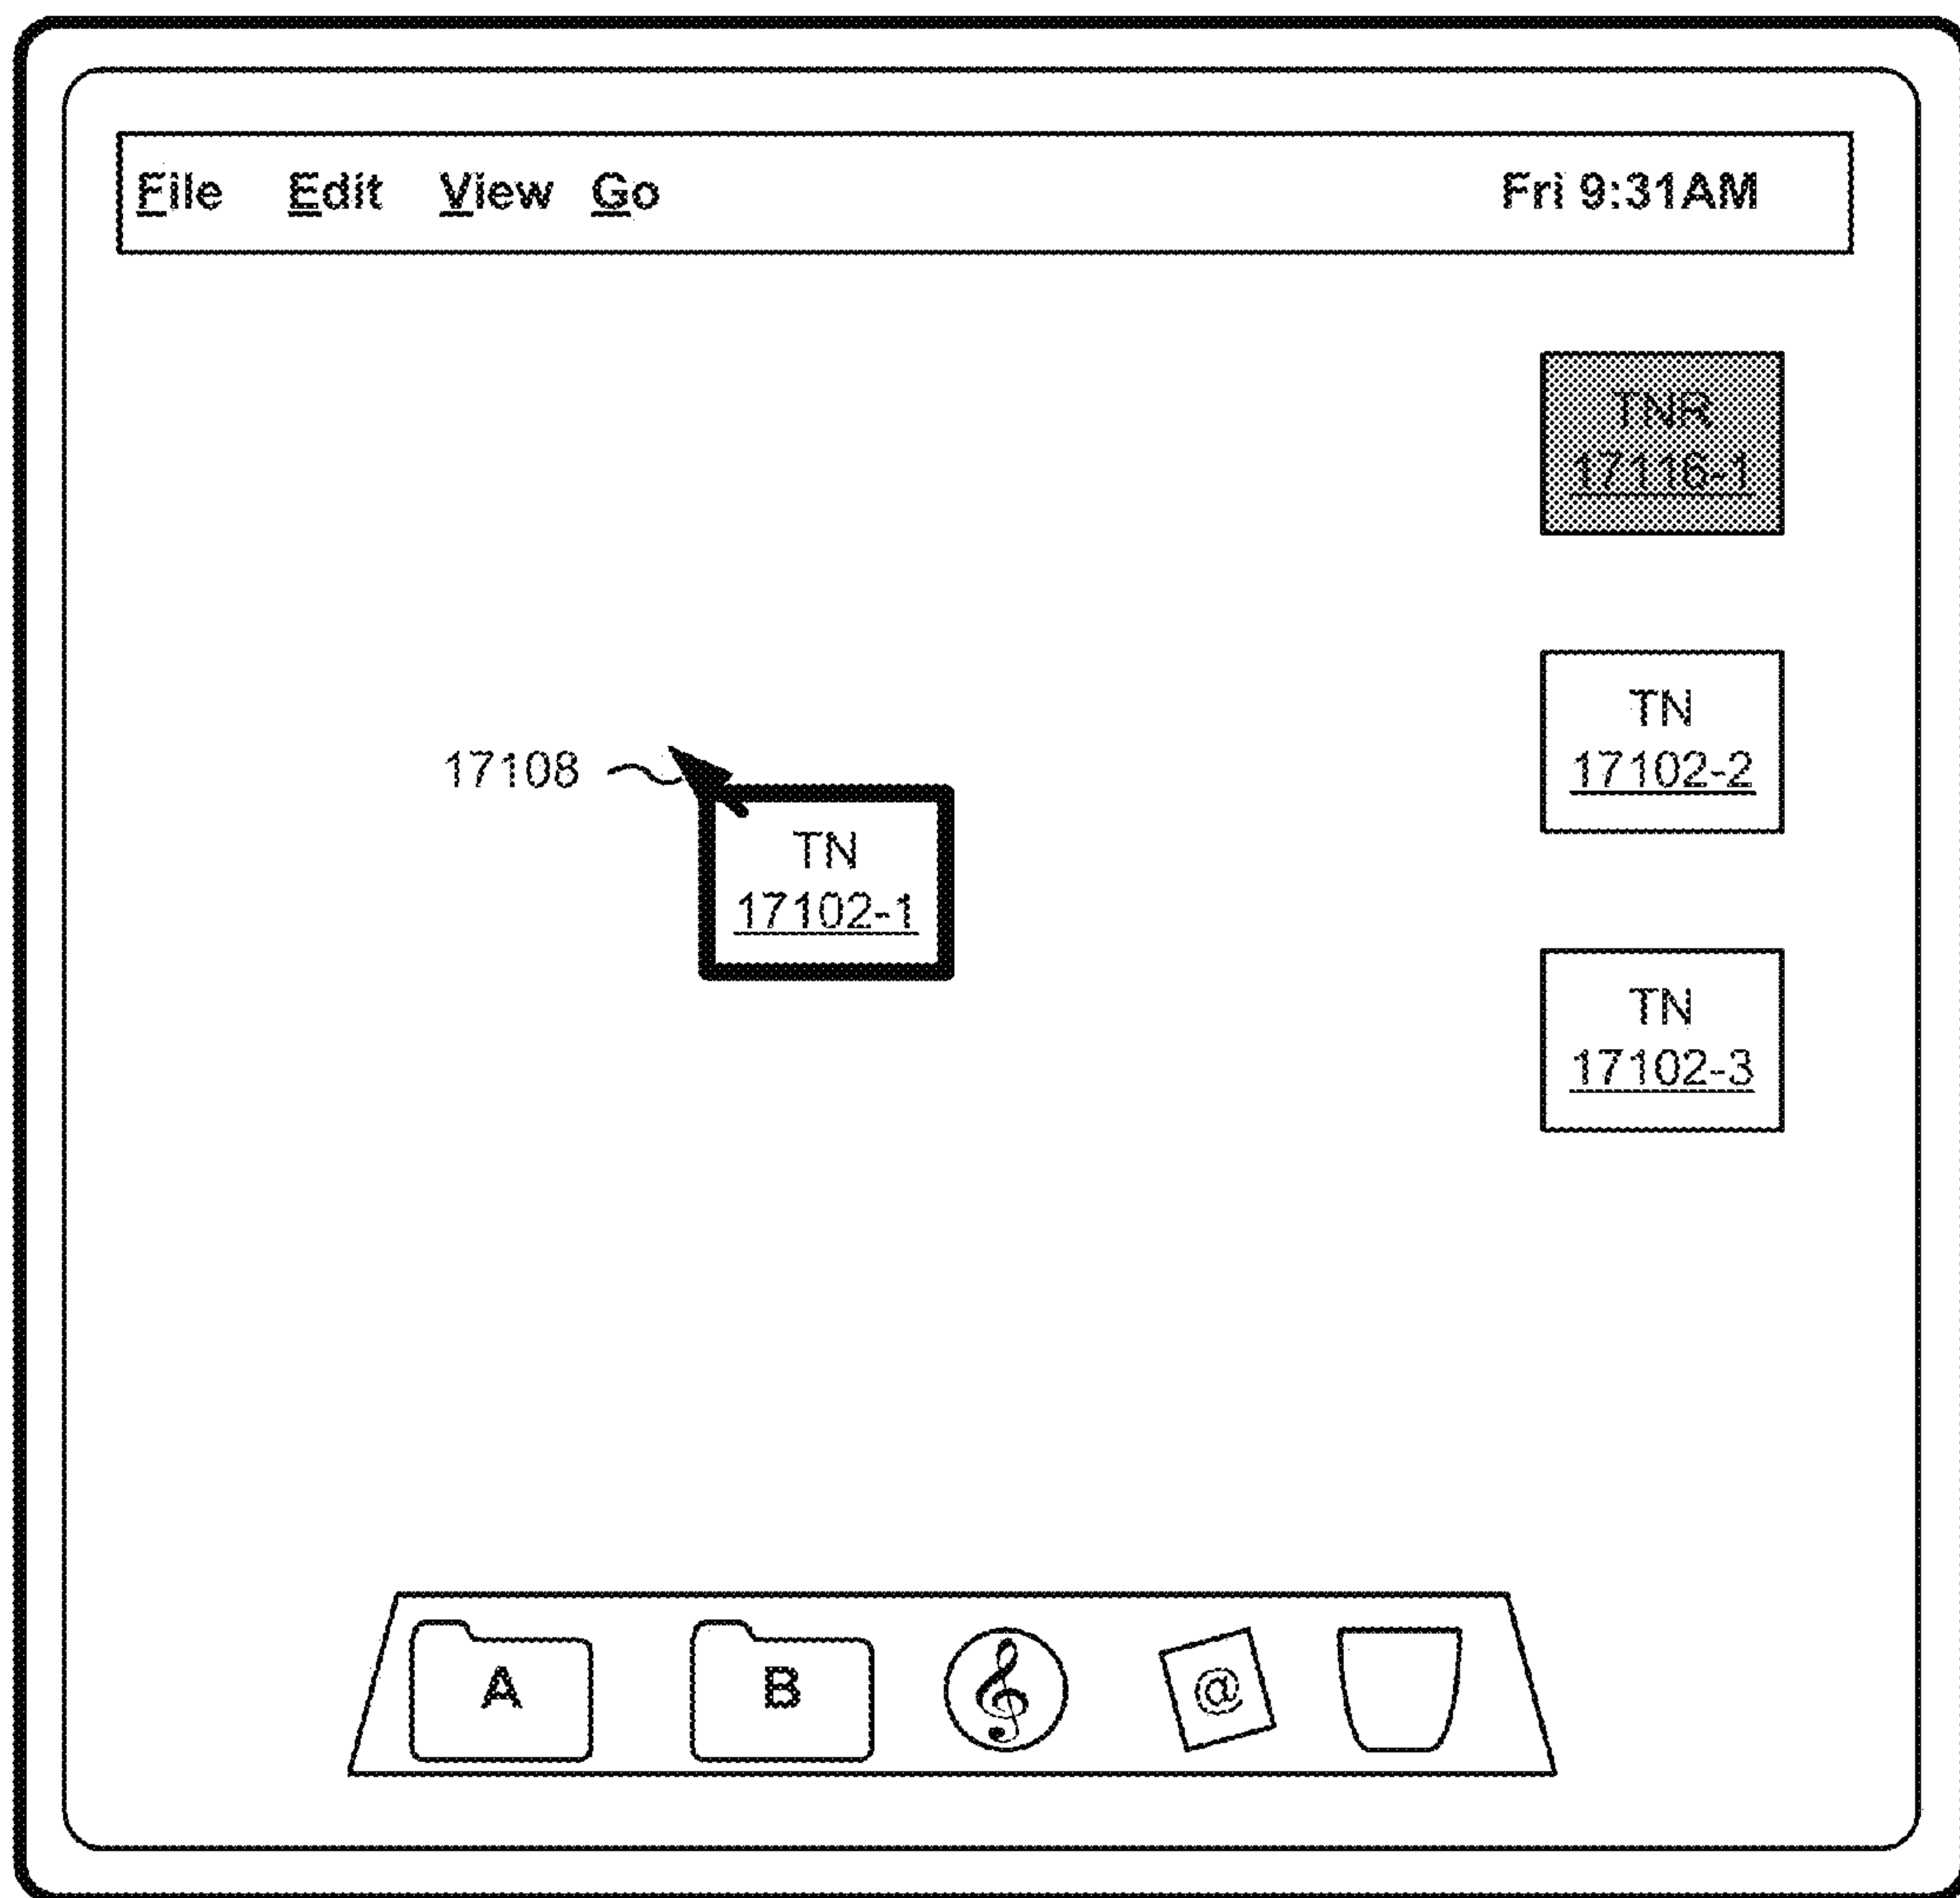 File Edit View Go Fri 9:31AM
TNR
17116-1
TN
17102-2
17108
TN
17102-1
TN
17102-3
A B @